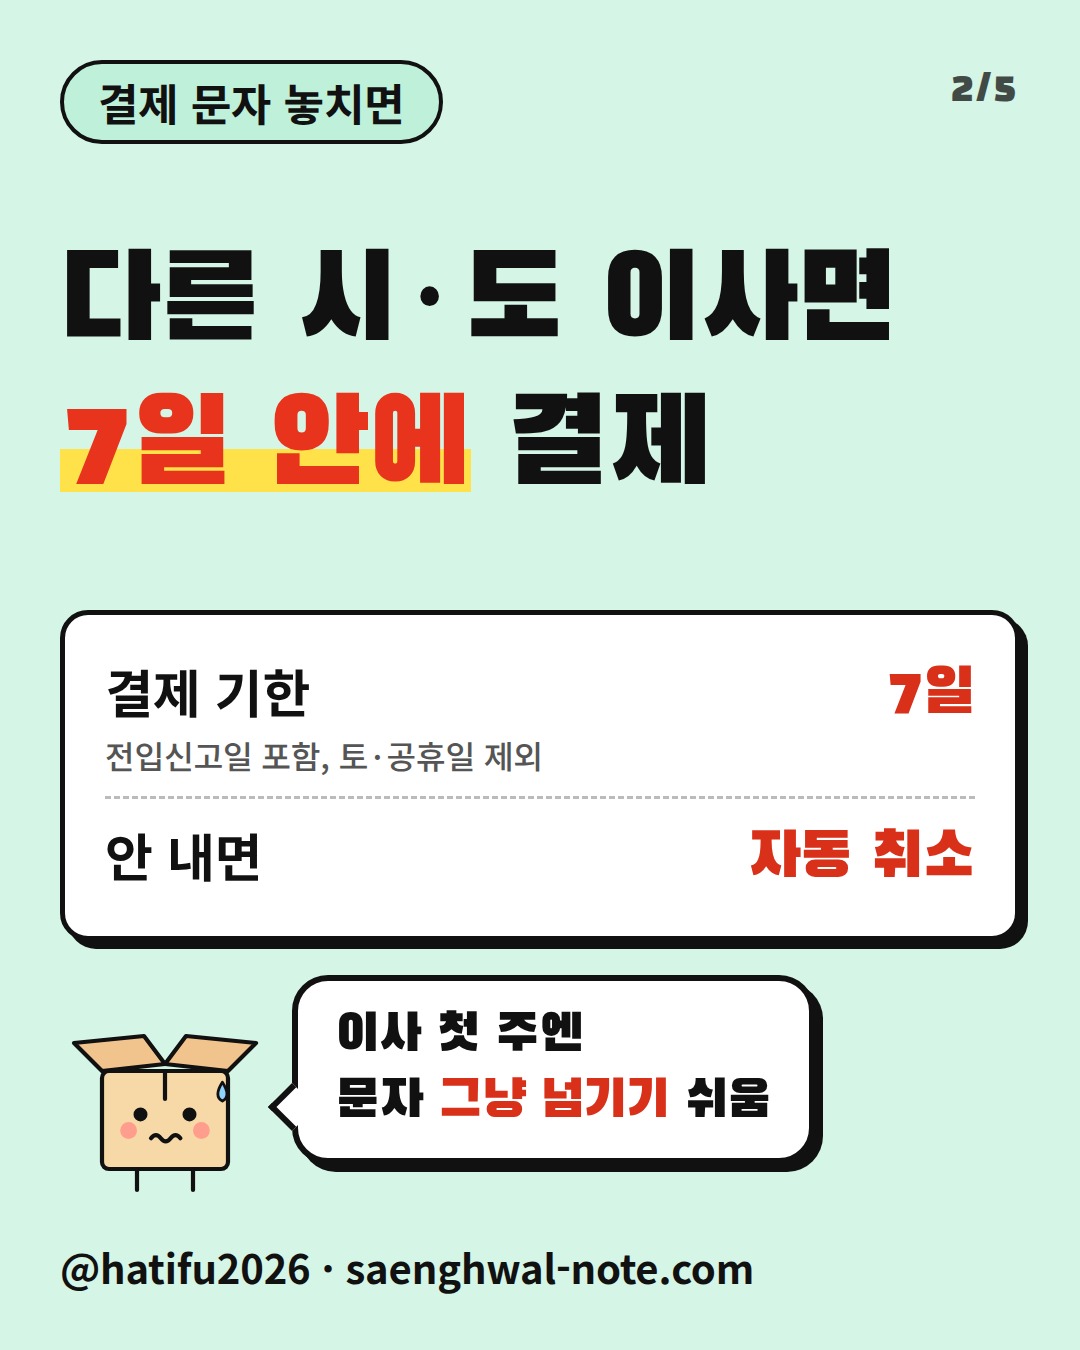 결제 문자 놓치면
2/5
다른 시·도 이사면
7일 안에 결제
결제 기한
7일
전입신고일 포함, 토·공휴일 제외
안 내면
자동 취소
이사 첫 주엔
문자 그냥 넘기기 쉬움
@hatifu2026 · saenghwal-note.com